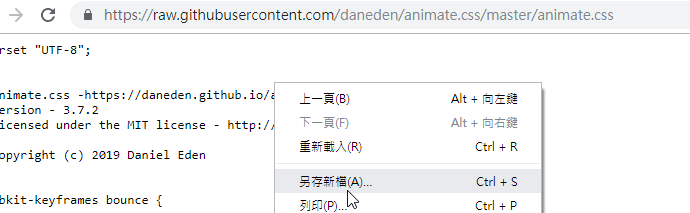 https://raw.githubusercontent.com/daneden/animate.css/master/animate.css
rset "UTF-8";
nimate.css -https://daneden.github.io/a
ersion - 3.7.2
icensed under the MIT license - http:/
opyright (c) 2019 Daniel Eden
bkit-keyframes bounce {
上一頁(B) Alt + 向左鍵
下一頁(F) Alt + 向右鍵
重新載入(R) Ctrl + R
另存新檔(A)... Ctrl + S
列印(P)... Ctrl + P